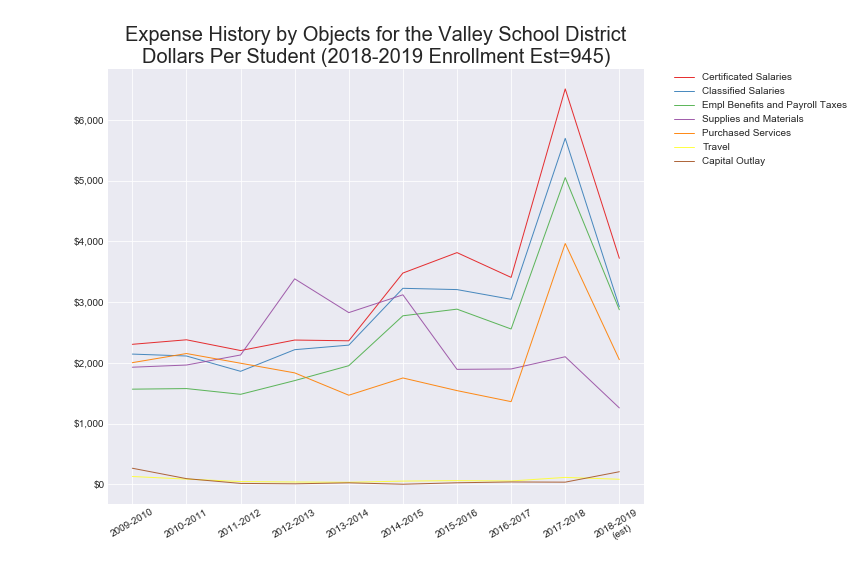 Expense History by Objects for the Valley School District
Dollars Per Student (2018-2019 Enrollment Est=945)
Certificated Salaries
Classified Salaries
Empl Benefits and Payroll Taxes
Supplies and Materials
Purchased Services
Travel
Capital Outlay
$6,000
$5,000
$4,000
$3,000
$2,000
$1,000
$0
2009-2010
2010-2011
2011-2012
2012-2013
2013-2014
2014-2015
2015-2016
2016-2017
2017-2018
2018-2019
(est)